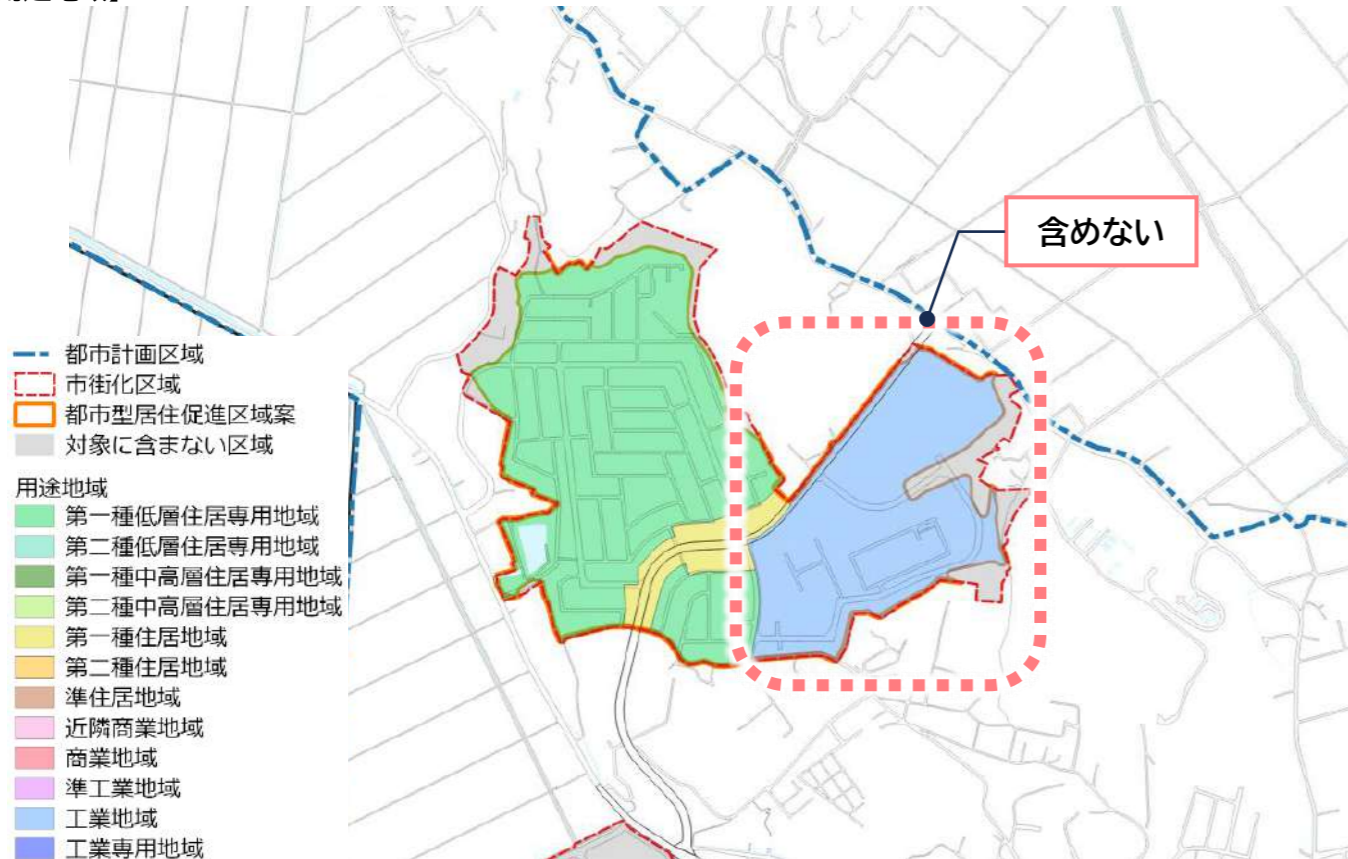 含めない
都市計画区域
市街化区域
都市型居住促進区域案
対象に含まない区域
用途地域
第一種低層住居専用地域
第二種低層住居専用地域
第一種中高層住居専用地域
第二種中高層住居専用地域
第一種住居地域
第二種住居地域
準住居地域
近隣商業地域
商業地域
準工業地域
工業地域
工業専用地域